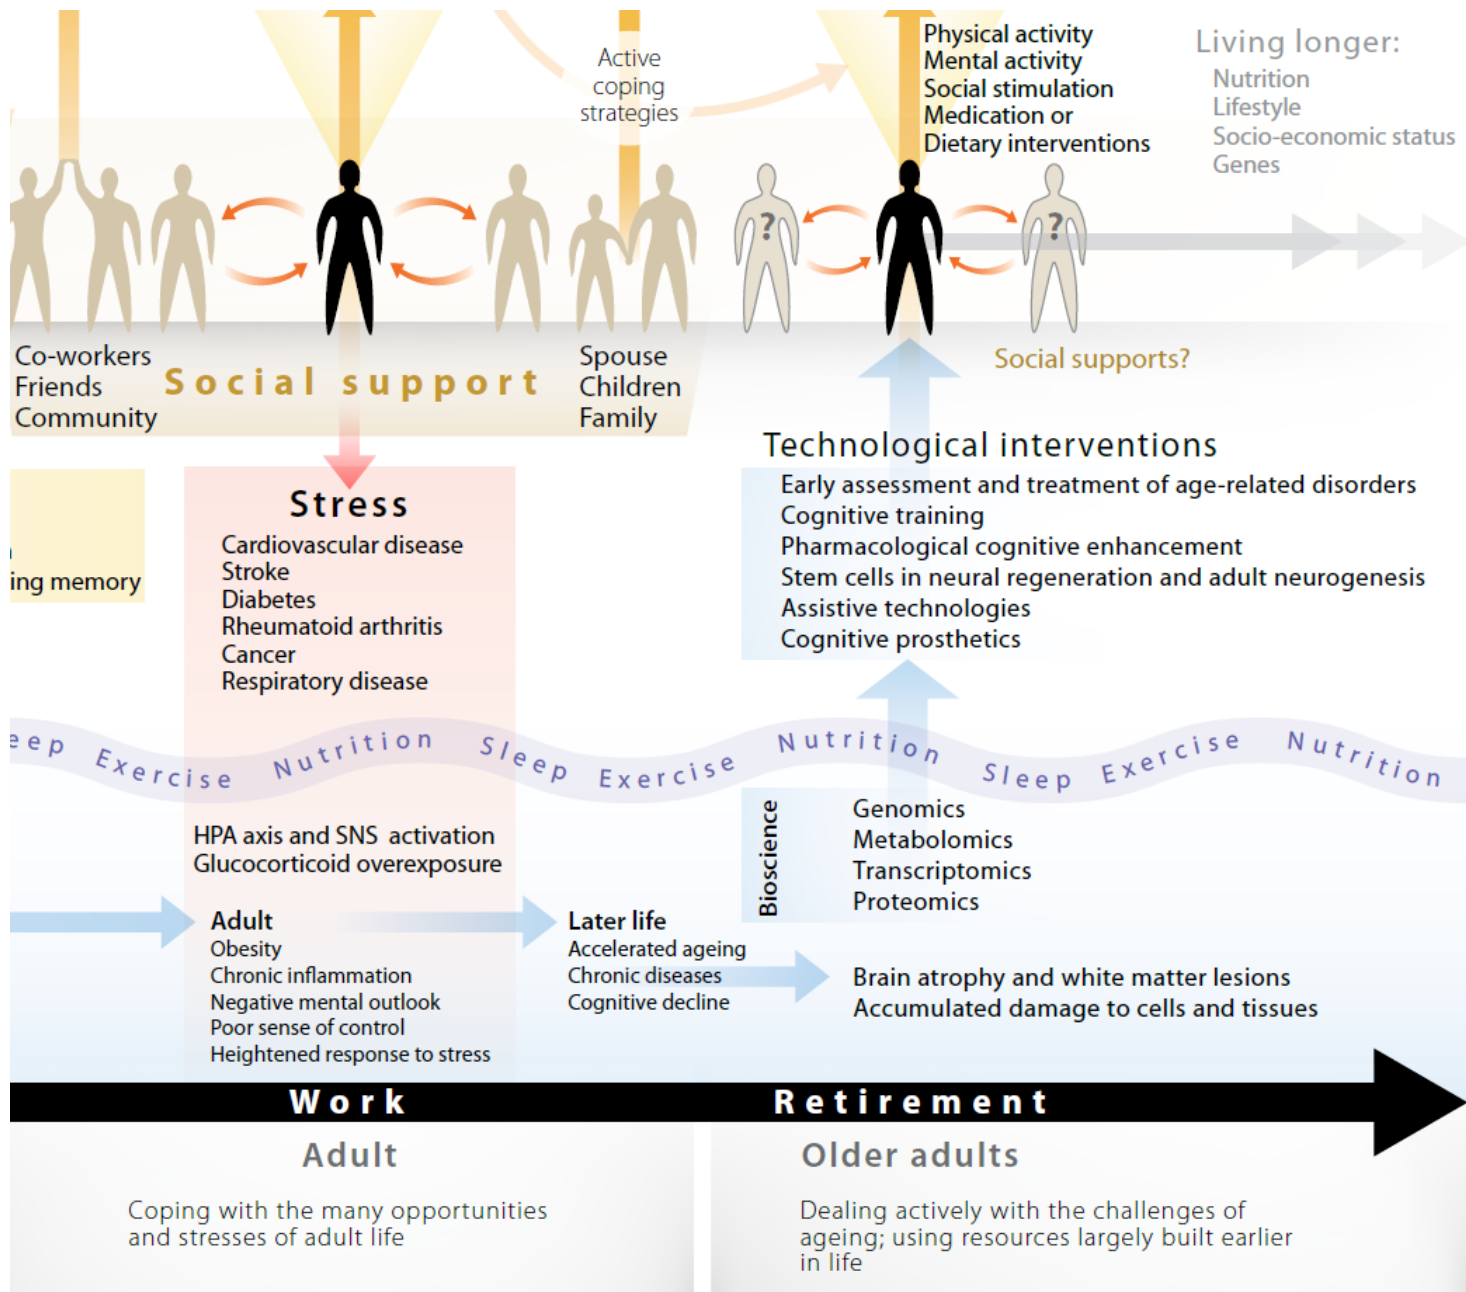 Active
coping
strategies
Physical activity
Mental activity
Social stimulation
Medication or
Dietary interventions
Living longer:
Nutrition
Lifestyle
Socio-economic status
Genes
?
?
Co-workers
Friends
Community
Social support
Spouse
Children
Family
Social supports?
Technological interventions
Early assessment and treatment of age-related disorders
Cognitive training
Pharmacological cognitive enhancement
Stem cells in neural regeneration and adult neurogenesis
Assistive technologies
Cognitive prosthetics
ing memory
Stress
Cardiovascular disease
Stroke
Diabetes
Rheumatoid arthritis
Cancer
Respiratory disease
eep Exercise Nutrition Sleep Exercise Nutrition Sleep Exercise Nutrition
HPA axis and SNS activation
Glucocorticoid overexposure
Bioscience
Genomics
Metabolomics
Transcriptomics
Proteomics
Adult
Obesity
Chronic inflammation
Negative mental outlook
Poor sense of control
Heightened response to stress
Later life
Accelerated ageing
Chronic diseases
Cognitive decline
Brain atrophy and white matter lesions
Accumulated damage to cells and tissues
Work
Retirement
Adult
Coping with the many opportunities
and stresses of adult life
Older adults
Dealing actively with the challenges of
ageing; using resources largely built earlier
in life